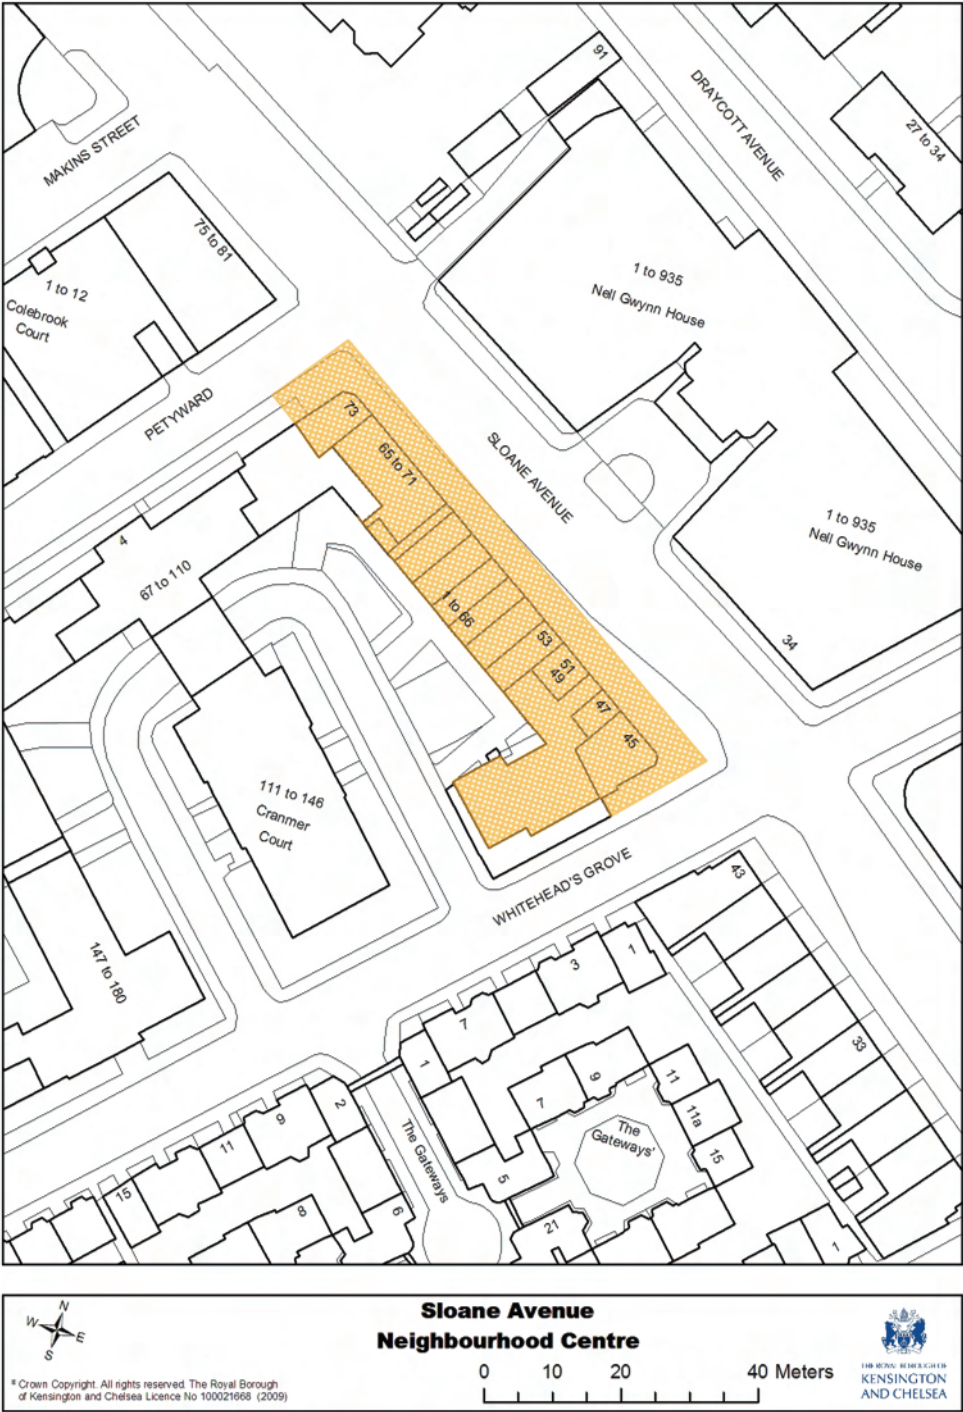 91
DRAYCOTT AVENUE
27 to 34
MAKINS STREET
75 to 81
1 to 12
Colebrook
Court
1 to 935
Nell Gwynn House
PETYWARD
73
65 to 71
SLOANE AVENUE
1 to 935
Nell Gwynn House
4
67 to 110
1 to 66
53
51
49
47
45
34
111 to 146
Cranmer
Court
WHITEHEAD'S GROVE
147 to 180
43
1
3
7
1
33
9
11
7
11a
The
Gateways'
15
5
21
2
9
11
The Gateways
15
8
6
1
N
W
E
S
Sloane Avenue
Neighbourhood Centre
0 10 20 40 Meters
® Crown Copyright. All rights reserved. The Royal Borough
of Kensington and Chelsea Licence No 100021668 (2009)
THE ROYAL BOROUGH OF
KENSINGTON
AND CHELSEA